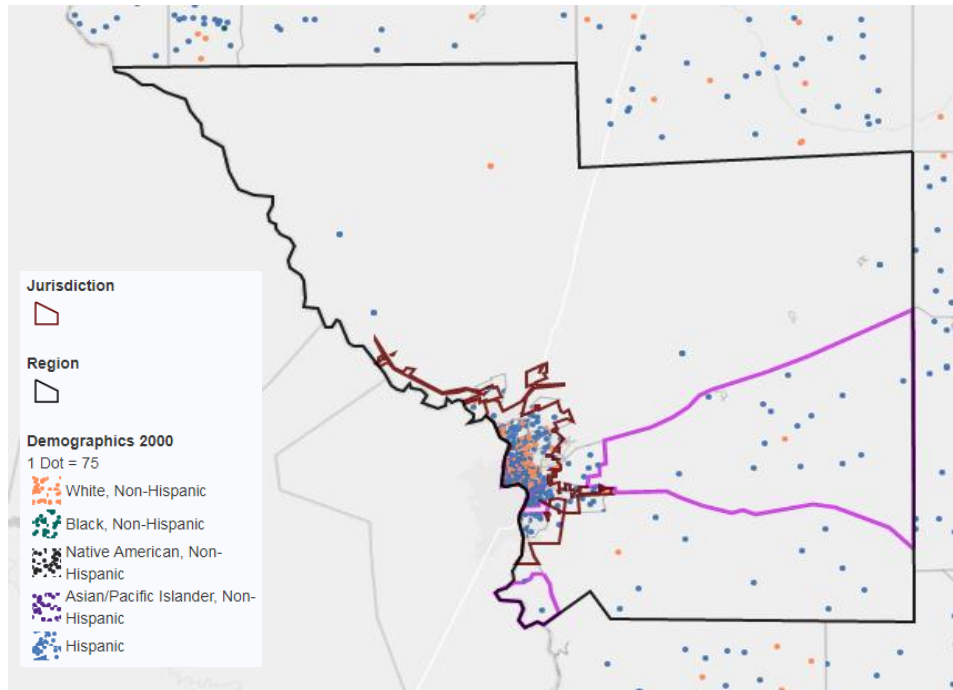 Jurisdiction
Region
Demographics 2000
1 Dot = 75
White, Non-Hispanic
Black, Non-Hispanic
Native American, Non-
Hispanic
Asian/Pacific Islander, Non-
Hispanic
Hispanic